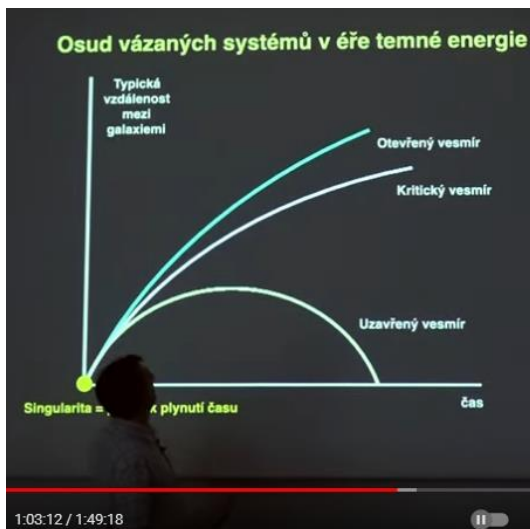 Osud vázaných systémů v éře temné energie
Typická
vzdálenost
mezi
galaxiemi
Otevřený vesmír
Kritický vesmír
Uzavřený vesmír
čas
Singularita = plynutí času
1:03:12 / 1:49:18